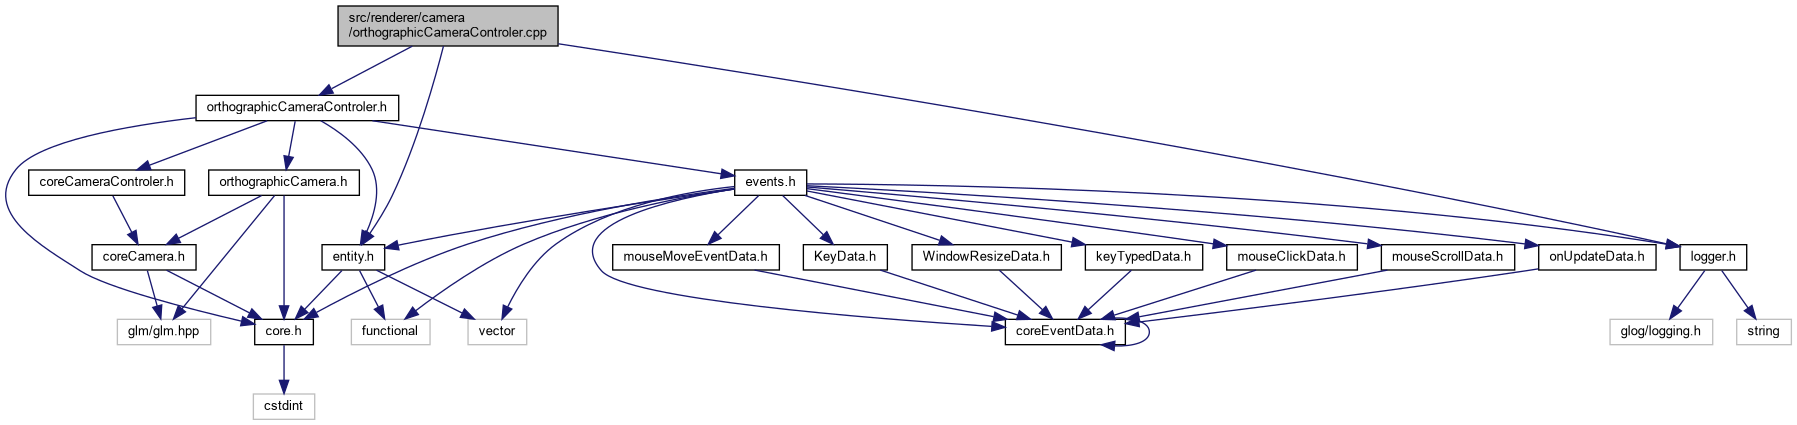 src/renderer/camera
/orthographicCameraControler.cpp
orthographicCameraControler.h
coreCameraControler.h
orthographicCamera.h
events.h
coreCamera.h
entity.h
mouseMoveEventData.h
KeyData.h
WindowResizeData.h
keyTypedData.h
mouseClickData.h
mouseScrollData.h
onUpdateData.h
logger.h
glm/glm.hpp
core.h
functional
vector
coreEventData.h
glog/logging.h
string
cstdint